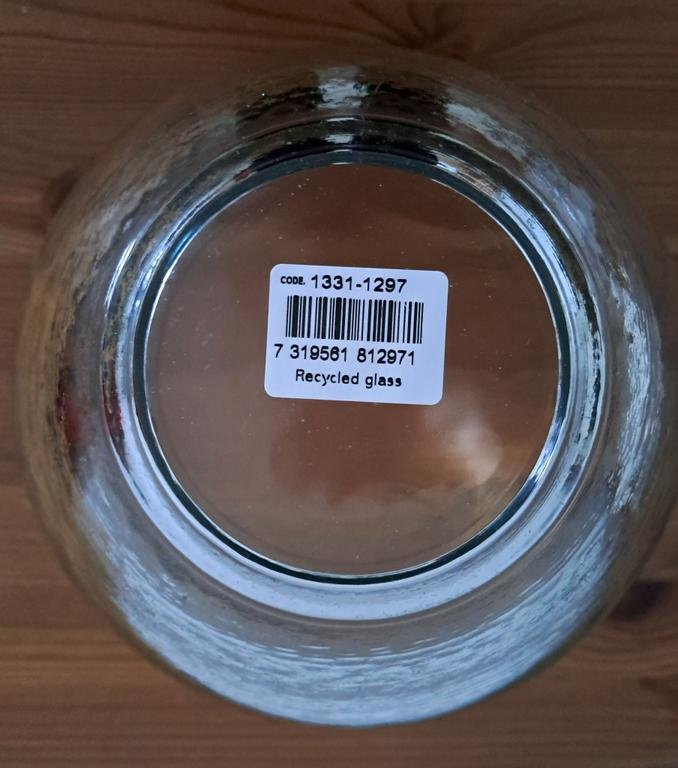 CODE. 1331-1297
7 319561 812971
Recycled glass